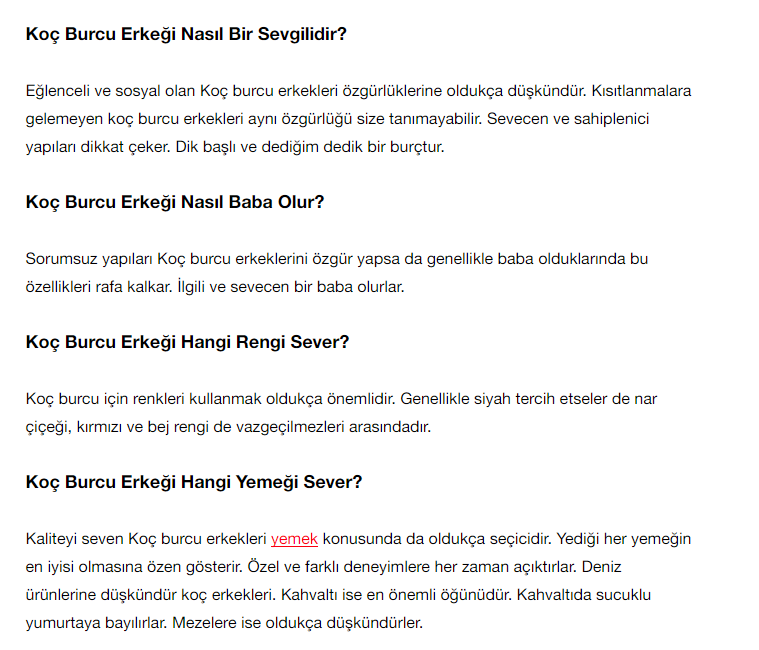 Koç Burcu Erkeği Nasıl Bir Sevgilidir?
Eğlenceli ve sosyal olan Koç burcu erkekleri özgürlüklerine oldukça düşkündür. Kısıtlanmalara
gelemeyen koç burcu erkekleri aynı özgürlüğü size tanımayabilir. Sevecen ve sahiplenici
yapıları dikkat çeker. Dik başlı ve dediğim dedik bir burçtur.
Koç Burcu Erkeği Nasıl Baba Olur?
Sorumsuz yapıları Koç burcu erkeklerini özgür yapsa da genellikle baba olduklarında bu
özellikleri rafa kalkar. İlgili ve sevecen bir baba olurlar.
Koç Burcu Erkeği Hangi Rengi Sever?
Koç burcu için renkleri kullanmak oldukça önemlidir. Genellikle siyah tercih etseler de nar
çiçeği, kırmızı ve bej rengi de vazgeçilmezleri arasındadır.
Koç Burcu Erkeği Hangi Yemeği Sever?
Kaliteyi seven Koç burcu erkekleri yemek konusunda da oldukça seçicidir. Yediği her yemeğin
en iyisi olmasına özen gösterir. Özel ve farklı deneyimlere her zaman açıktırlar. Deniz
ürünlerine düşkündür koç erkekleri. Kahvaltı ise en önemli öğünüdür. Kahvaltıda sucuklu
yumurtaya bayılırlar. Mezelere ise oldukça düşkündürler.